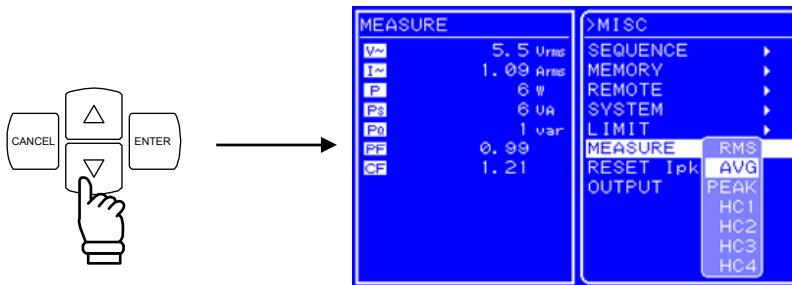 CANCEL
ENTER
MEASURE
V~ 5.5 Vrms
I~ 1.09 Arms
P 6 W
Ps 6 VA
PQ 1 var
PF 0.99
CF 1.21
>MISC
SEQUENCE
MEMORY
REMOTE
SYSTEM
LIMIT
MEASURE RMS
RESET Ipk AVG
OUTPUT PEAK
HC1
HC2
HC3
HC4